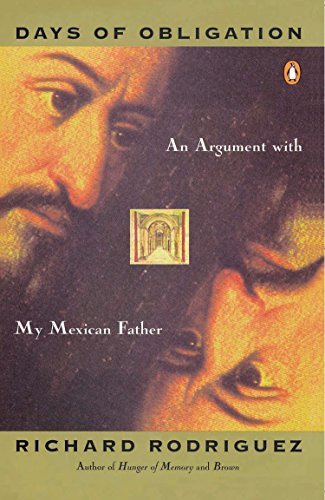 DAYS OF OBLIGATION
An Argument with
My Mexican Father
RICHARD RODRIGUEZ
Author of Hunger of Memory and Brown